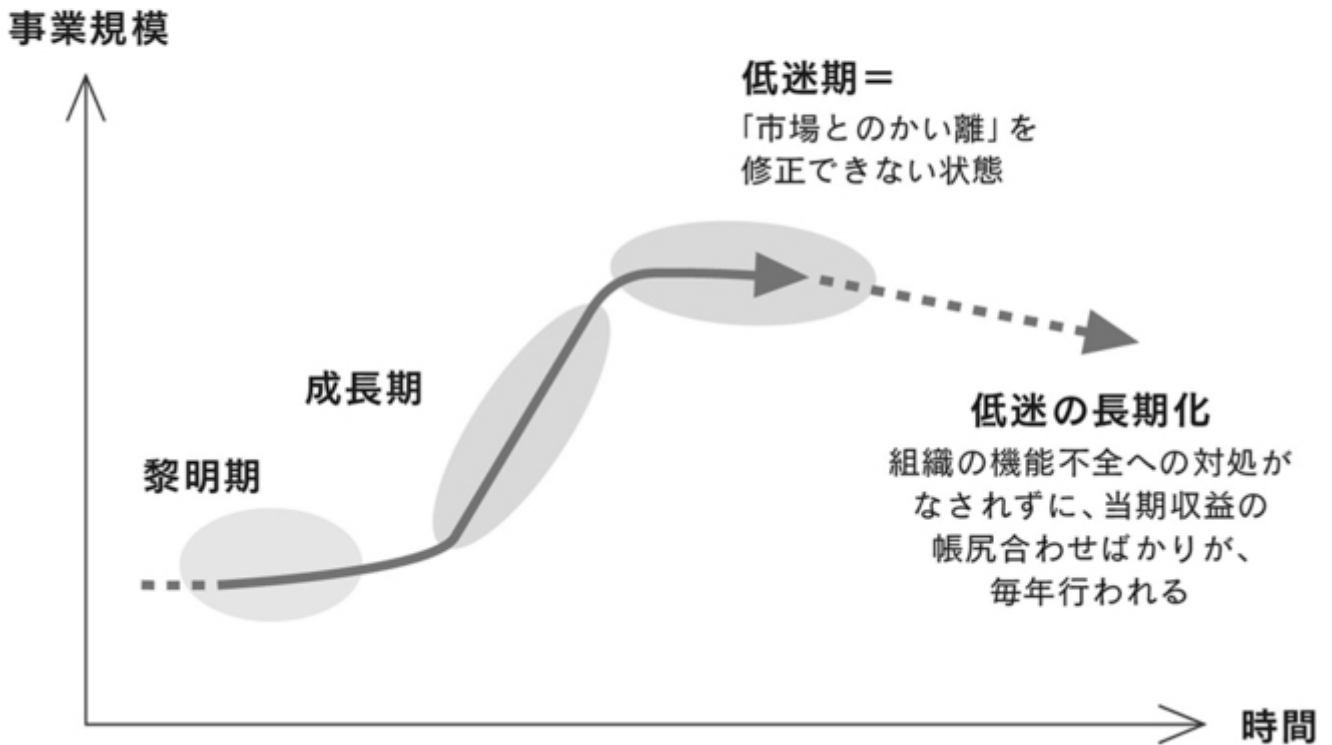 事業規模
低迷期＝
「市場とのかい離」を
修正できない状態
成長期
黎明期
低迷の長期化
組織の機能不全への対処が
なされずに、当期収益の
帳尻合わせばかりが、
毎年行われる
時間